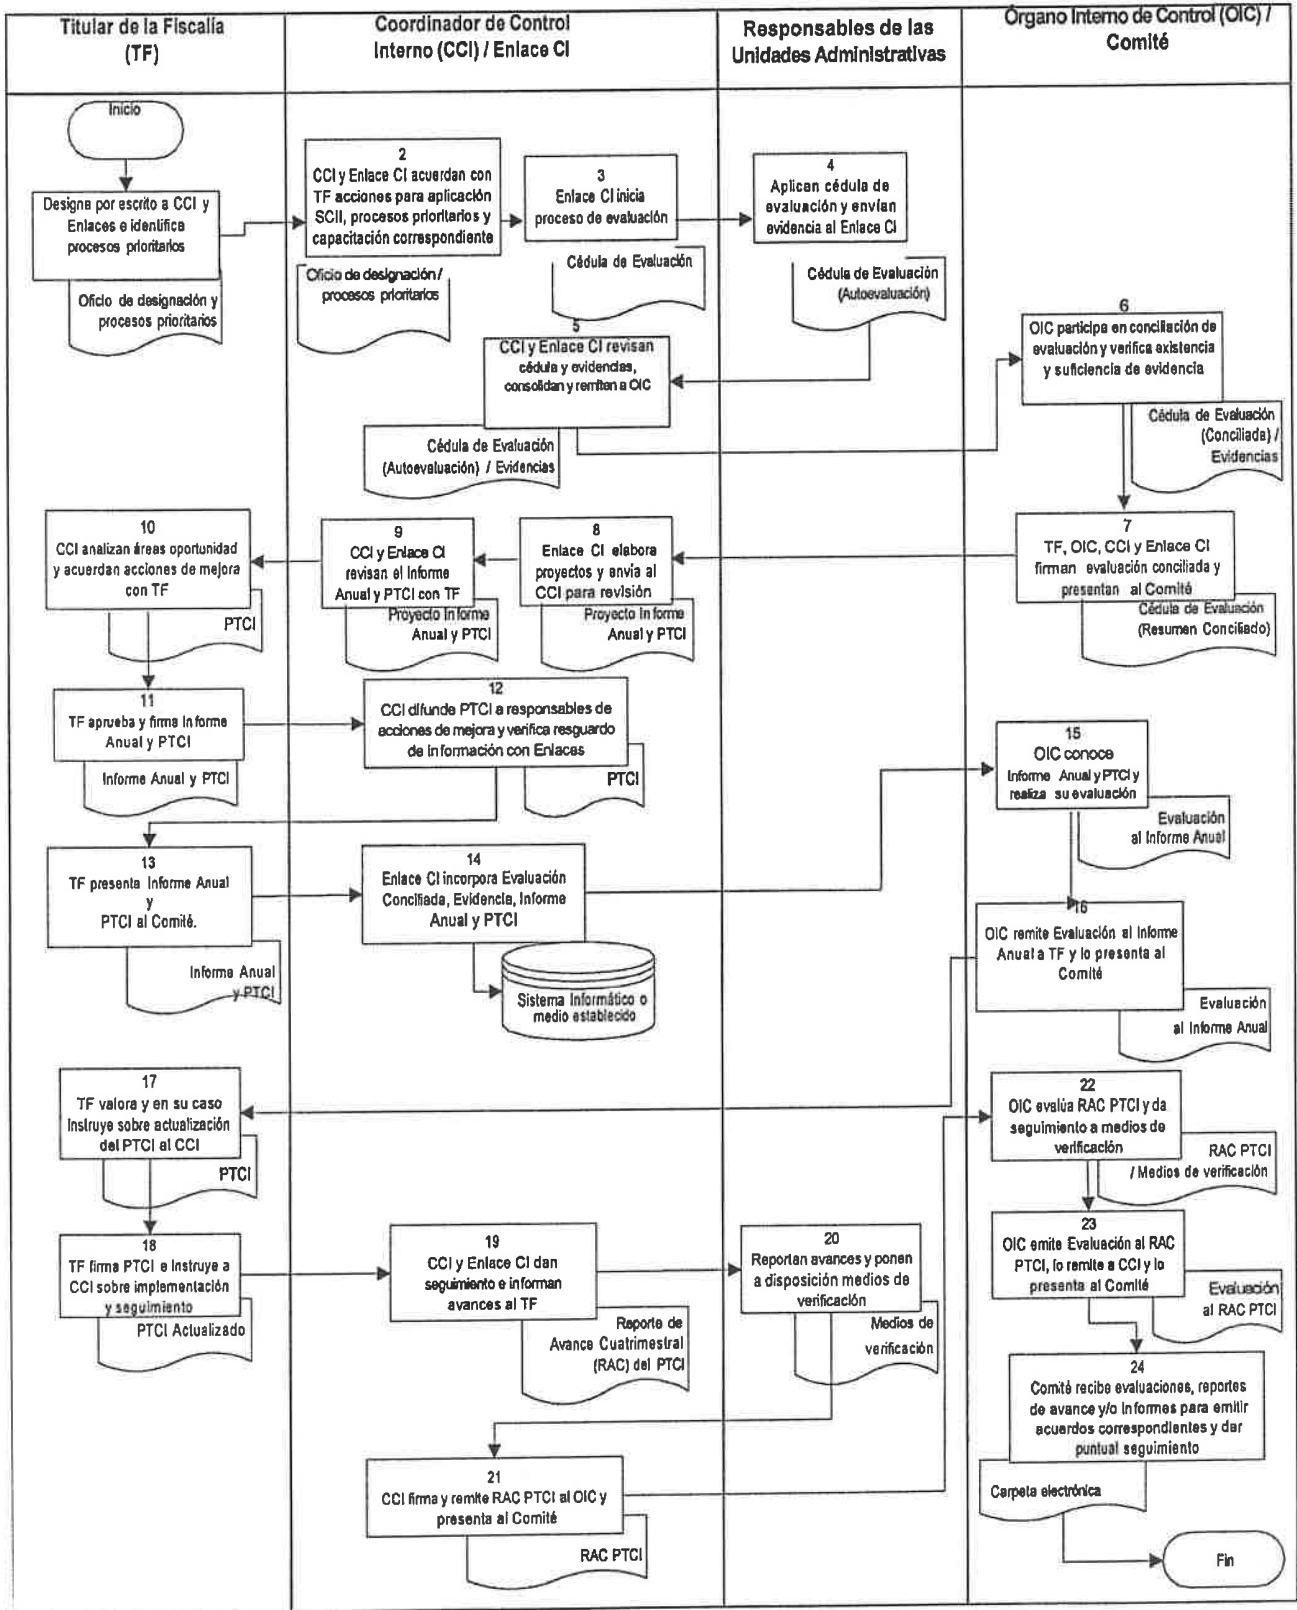 Titular de la Fiscalía
(TF)
Coordinador de Control
Interno (CCI) / Enlace CI
Responsables de las
Unidades Administrativas
Órgano Interno de Control (OIC) /
Comité
Inicio
Designa por escrito a CCI y
Enlaces e identifica
procesos prioritarios
Oficio de designación y
procesos prioritarios
2
CCI y Enlace CI acuerdan con
TF acciones para aplicación
SCII, procesos prioritarios y
capacitación correspondiente
Oficio de designación /
procesos prioritarios
3
Enlace CI inicia
proceso de evaluación
Cédula de Evaluación
4
Aplican cédula de
evaluación y envían
evidencia al Enlace CI
Cédula de Evaluación
(Autoevaluación)
5
CCI y Enlace CI revisan
cédula y evidencias,
consolidan y remiten a OIC
Cédula de Evaluación
(Autoevaluación) / Evidencias
6
OIC participa en conciliación de
evaluación y verifica existencia
y suficiencia de evidencia
Cédula de Evaluación
(Conciliada) /
Evidencias
7
TF, OIC, CCI y Enlace CI
firman evaluación conciliada y
presentan al Comité
Cédula de Evaluación
(Resumen Conciliado)
8
Enlace CI elabora
proyectos y envía al
CCI para revisión
Proyecto Informe
Anual y PTCI
9
CCI y Enlace CI
revisan el Informe
Anual y PTCI con TF
Proyecto Informe
Anual y PTCI
10
CCI analizan áreas oportunidad
y acuerdan acciones de mejora
con TF
PTCI
11
TF aprueba y firma Informe
Anual y PTCI
Informe Anual y PTCI
12
CCI difunde PTCI a responsables de
acciones de mejora y verifica resguardo
de información con Enlaces
PTCI
13
TF presenta Informe Anual
y
PTCI al Comité.
Informe Anual
y PTCI
14
Enlace CI incorpora Evaluación
Conciliada, Evidencia, Informe
Anual y PTCI
Sistema Informático o
medio establecido
15
OIC conoce
Informe Anual y PTCI y
realiza su evaluación
Evaluación
al Informe Anual
16
OIC remite Evaluación al Informe
Anual a TF y lo presenta al
Comité
Evaluación
al Informe Anual
17
TF valora y en su caso
Instruye sobre actualización
del PTCI al CCI
PTCI
18
TF firma PTCI e Instruye a
CCI sobre implementación
y seguimiento
PTCI Actualizado
19
CCI y Enlace CI dan
seguimiento e informan
avances al TF
Reporte de
Avance Cuatrimestral
(RAC) del PTCI
20
Reportan avances y ponen
a disposición medios de
verificación
Medios de
verificación
21
CCI firma y remite RAC PTCI al OIC y
presenta al Comité
RAC PTCI
22
OIC evalúa RAC PTCI y da
seguimiento a medios de
verificación
RAC PTCI
/ Medios de verificación
23
OIC emite Evaluación al RAC
PTCI, lo remite a CCI y lo
presenta al Comité
Evaluación
al RAC PTCI
24
Comité recibe evaluaciones, reportes
de avance y/o Informes para emitir
acuerdos correspondientes y dar
puntual seguimiento
Carpeta electrónica
Fin